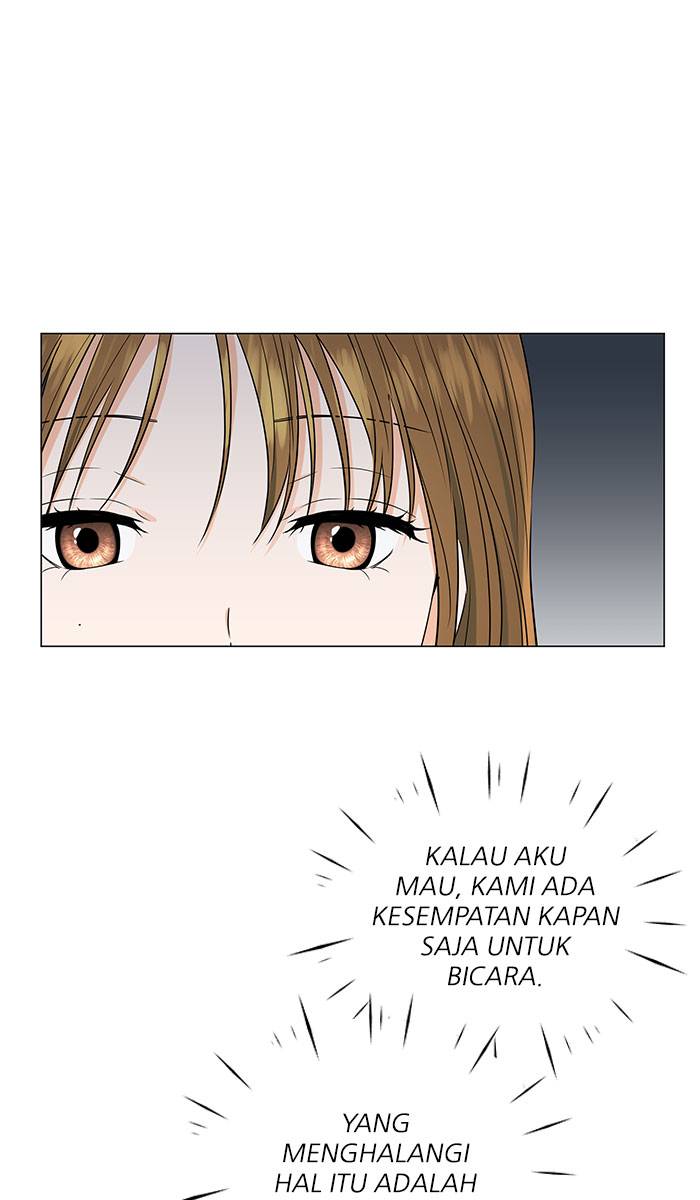 KALAU AKU
MAU, KAMI ADA
KESEMPATAN KAPAN
SAJA UNTUK
BICARA.
YANG
MENGHALANGI
HAL ITU ADALAH